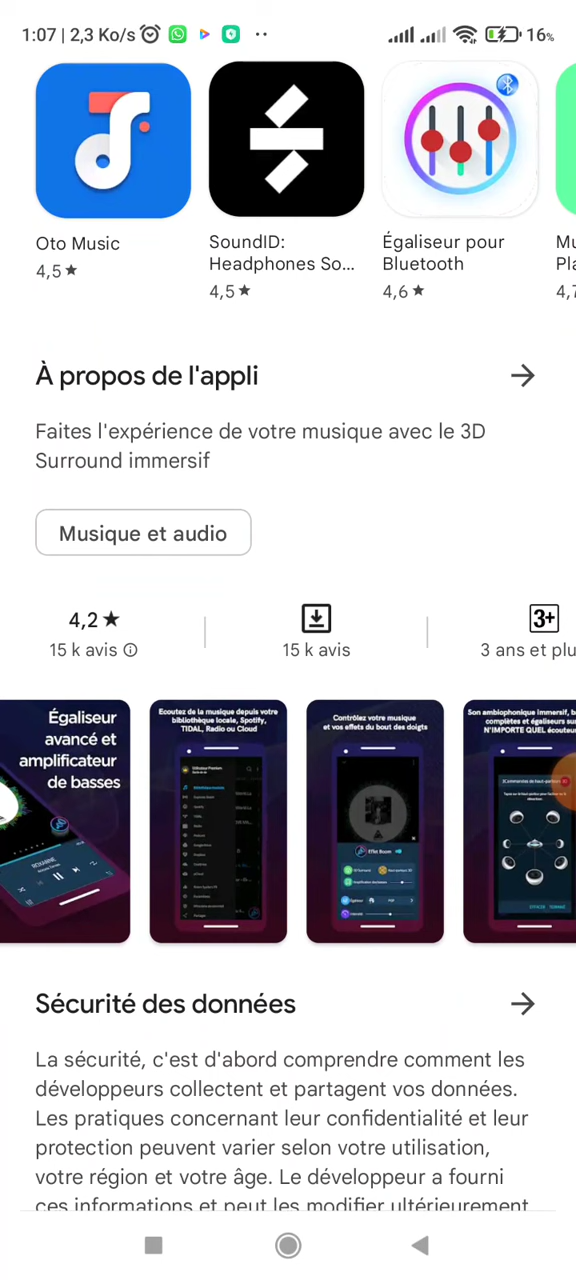 1:07 | 2,3 Ko/s
16%
Oto Music
4,5 ★
SoundID:
Headphones So...
4,5 ★
Égaliseur pour
Bluetooth
4,6 ★
À propos de l'appli
Faites l'expérience de votre musique avec le 3D
Surround immersif
Musique et audio
4,2 ★
15 k avis
15 k avis
3+
3 ans et plu
Égaliseur
avancé et
amplificateur
de basses
Ecoutez de la musique depuis votre
bibliothèque locale, Spotify,
TIDAL, Radio ou Cloud
Contrôlez votre musique
et vos effets du bout des doigts
Son ambiophonique immersif, b
complètes et égaliseurs su
N'IMPORTE QUEL écouteu
Sécurité des données
La sécurité, c'est d'abord comprendre comment les
développeurs collectent et partagent vos données.
Les pratiques concernant leur confidentialité et leur
protection peuvent varier selon votre utilisation,
votre région et votre âge. Le développeur a fourni
ces informations et peut les modifier ultérieurement